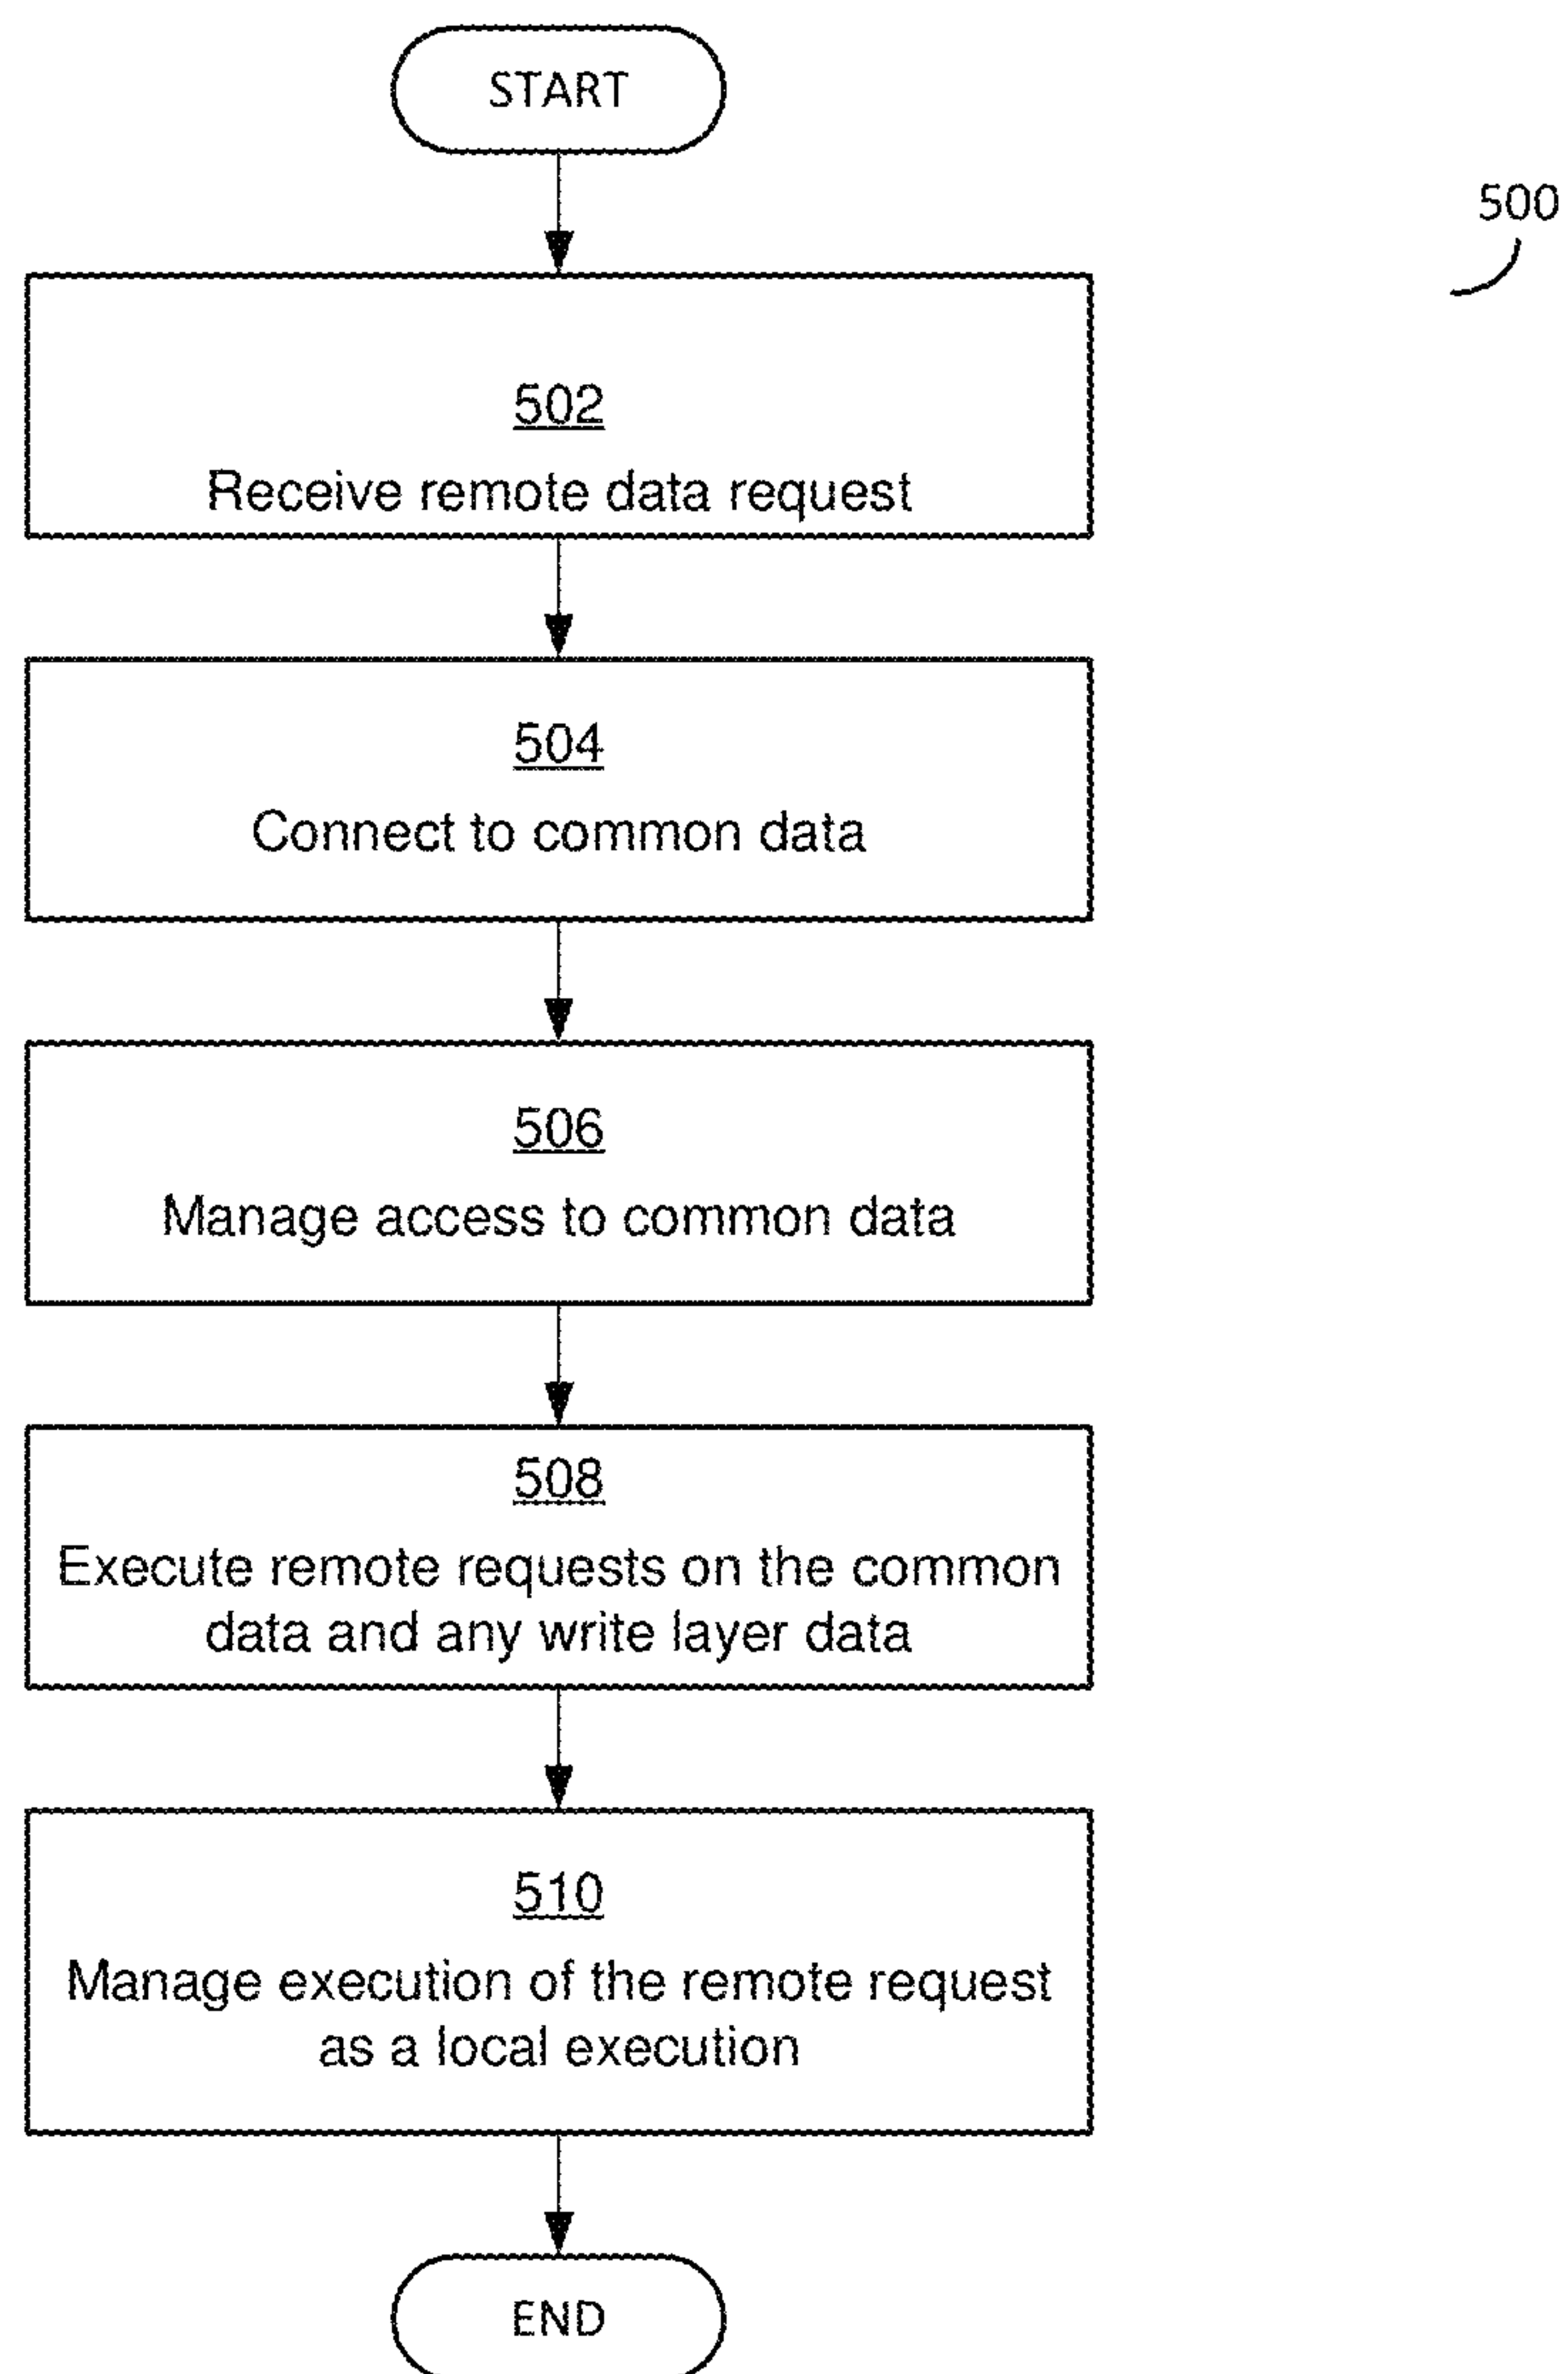 START
500
502
Receive remote data request
504
Connect to common data
506
Manage access to common data
508
Execute remote requests on the common
data and any write layer data
510
Manage execution of the remote request
as a local execution
END